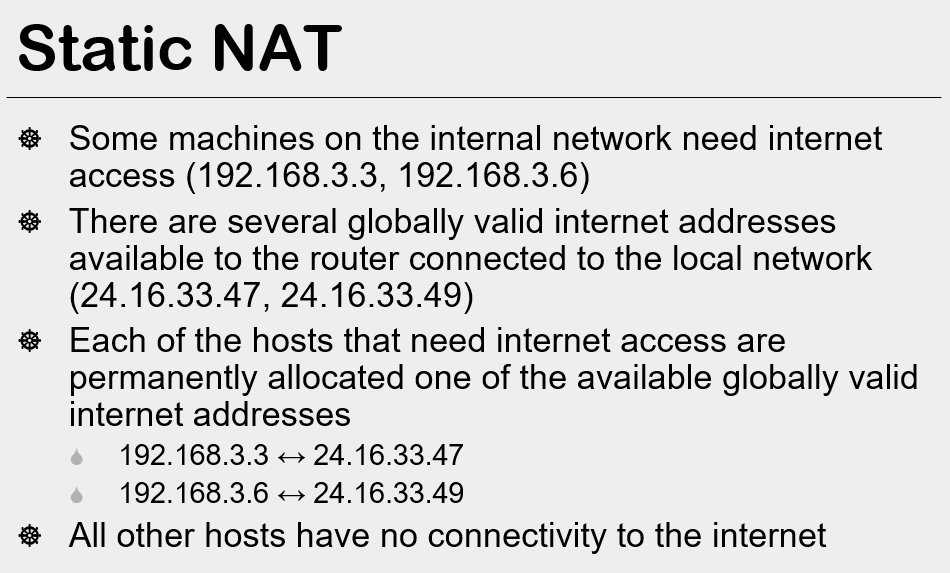 Static NAT
Some machines on the internal network need internet
access (192.168.3.3, 192.168.3.6)
There are several globally valid internet addresses
available to the router connected to the local network
(24.16.33.47, 24.16.33.49)
Each of the hosts that need internet access are
permanently allocated one of the available globally valid
internet addresses
192.168.3.3 ↔ 24.16.33.47
192.168.3.6 ↔ 24.16.33.49
All other hosts have no connectivity to the internet